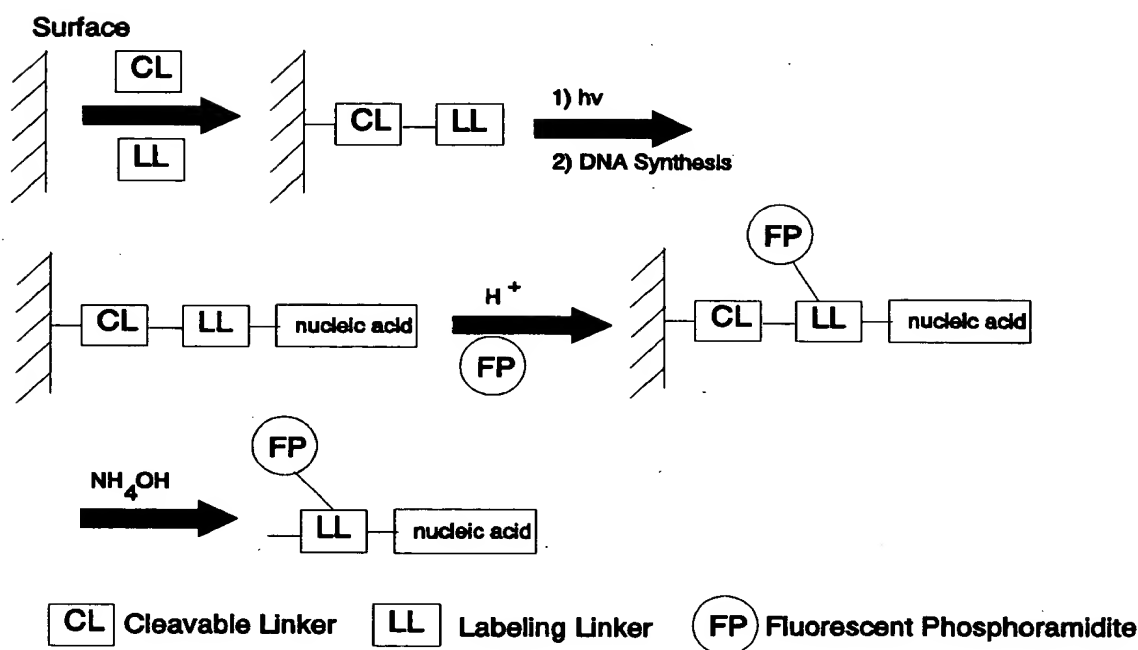 Surface
CL
LL
CL LL
1) hv
2) DNA Synthesis
CL LL nucleic acid
H +
FP
FP
CL LL nucleic acid
NH4OH
FP
LL nucleic acid
CL Cleavable Linker LL Labeling Linker FP Fluorescent Phosphoramidite